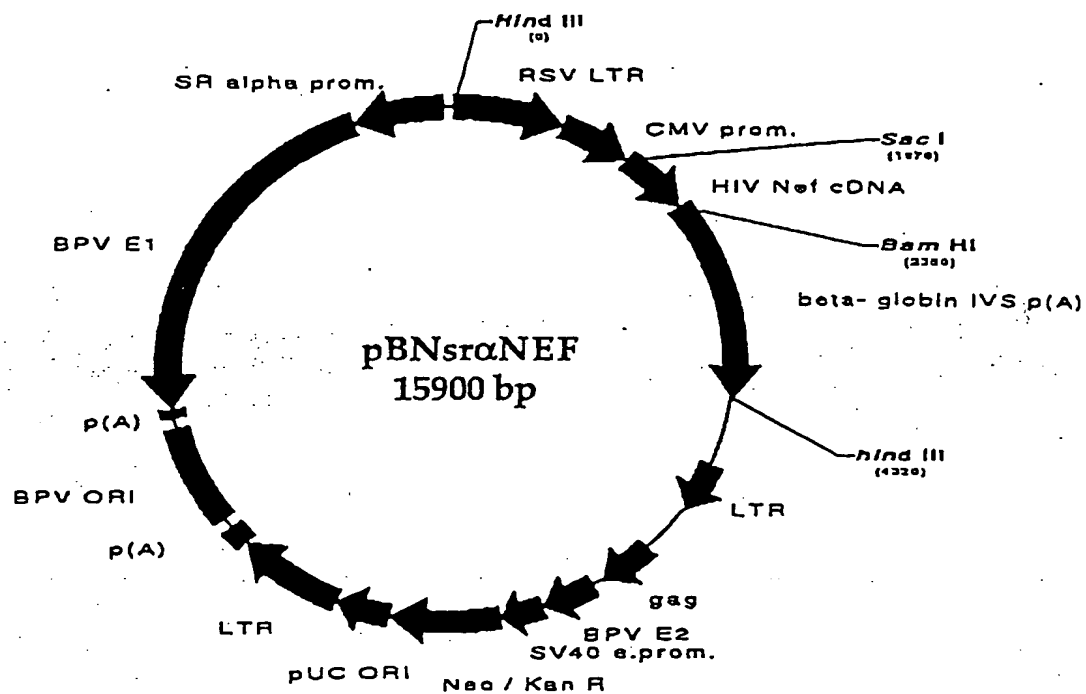 Hind III
(0)
RSV LTR
SR alpha prom.
CMV prom.
Sac I
HIV Nef cDNA
BPV E1
Bam HI
beta- globin IVS p(A)
pBNsrαNEF
15900 bp
p(A)
hind III
(4320)
BPV ORI
LTR
p(A)
gag
LTR
BPV E2
SV40 e.prom.
pUC ORI
Neo / Kan R